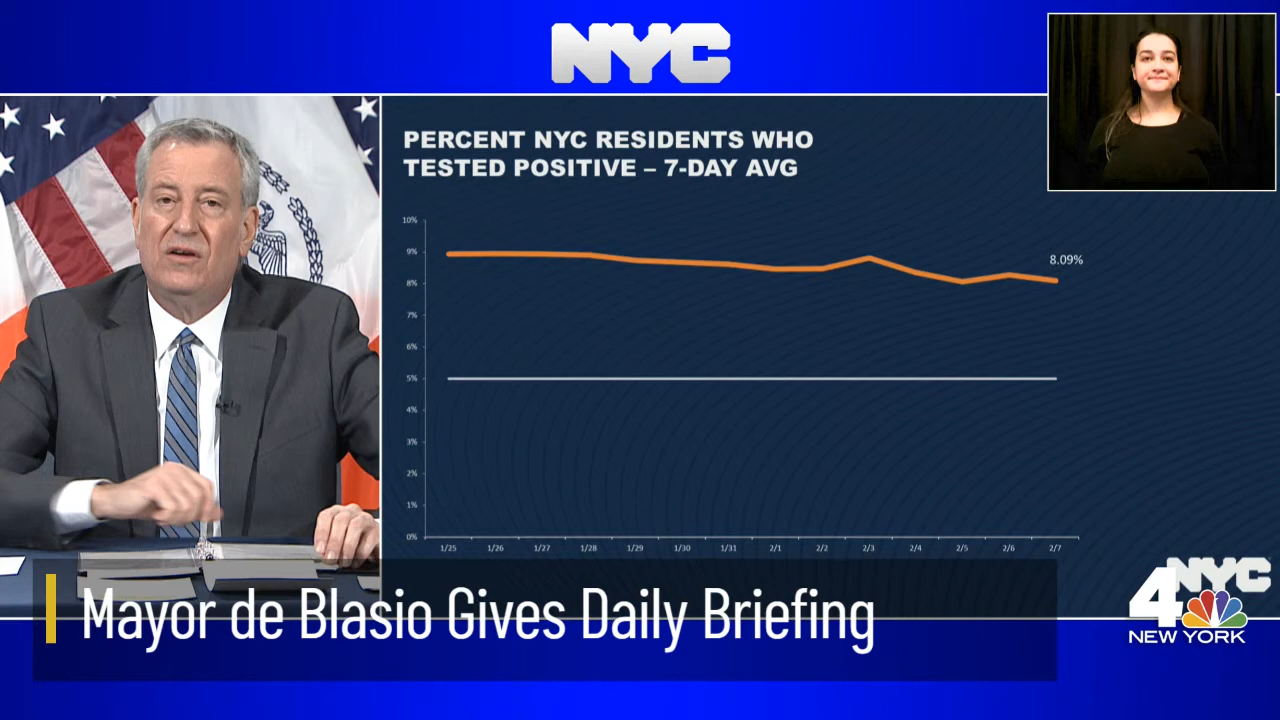 NYC
PERCENT NYC RESIDENTS WHO
TESTED POSITIVE – 7-DAY AVG
10%
9%
8%
7%
6%
5%
4%
3%
2%
1%
0%
8.09%
1/25 1/26 1/27 1/28 1/29 1/30 1/31 2/1 2/2 2/3 2/4 2/5 2/6 2/7
Mayor de Blasio Gives Daily Briefing
NYC
4
NEW YORK